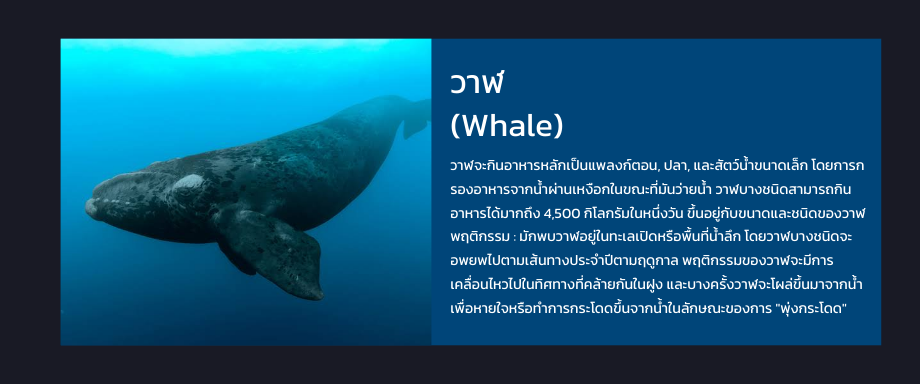 วาฬ
(Whale)
วาฬจะกินอาหารหลักเป็นแพลงก์ตอน, ปลา, และสัตว์น้ำขนาดเล็ก โดยการก
รองอาหารจากน้ำผ่านเหงือกในขณะที่มันว่ายน้ำ วาฬบางชนิดสามารถกิน
อาหารได้มากถึง 4,500 กิโลกรัมในหนึ่งวัน ขึ้นอยู่กับขนาดและชนิดของวาฬ
พฤติกรรม : มักพบวาฬอยู่ในทะเลเปิดหรือพื้นที่น้ำลึก โดยวาฬบางชนิดจะ
อพยพไปตามเส้นทางประจำปีตามฤดูกาล พฤติกรรมของวาฬจะมีการ
เคลื่อนไหวไปในทิศทางที่คล้ายกันในฝูง และบางครั้งวาฬจะโผล่ขึ้นมาจากน้ำ
เพื่อหายใจหรือทำการกระโดดขึ้นจากน้ำในลักษณะของการ "พุ่งกระโดด"